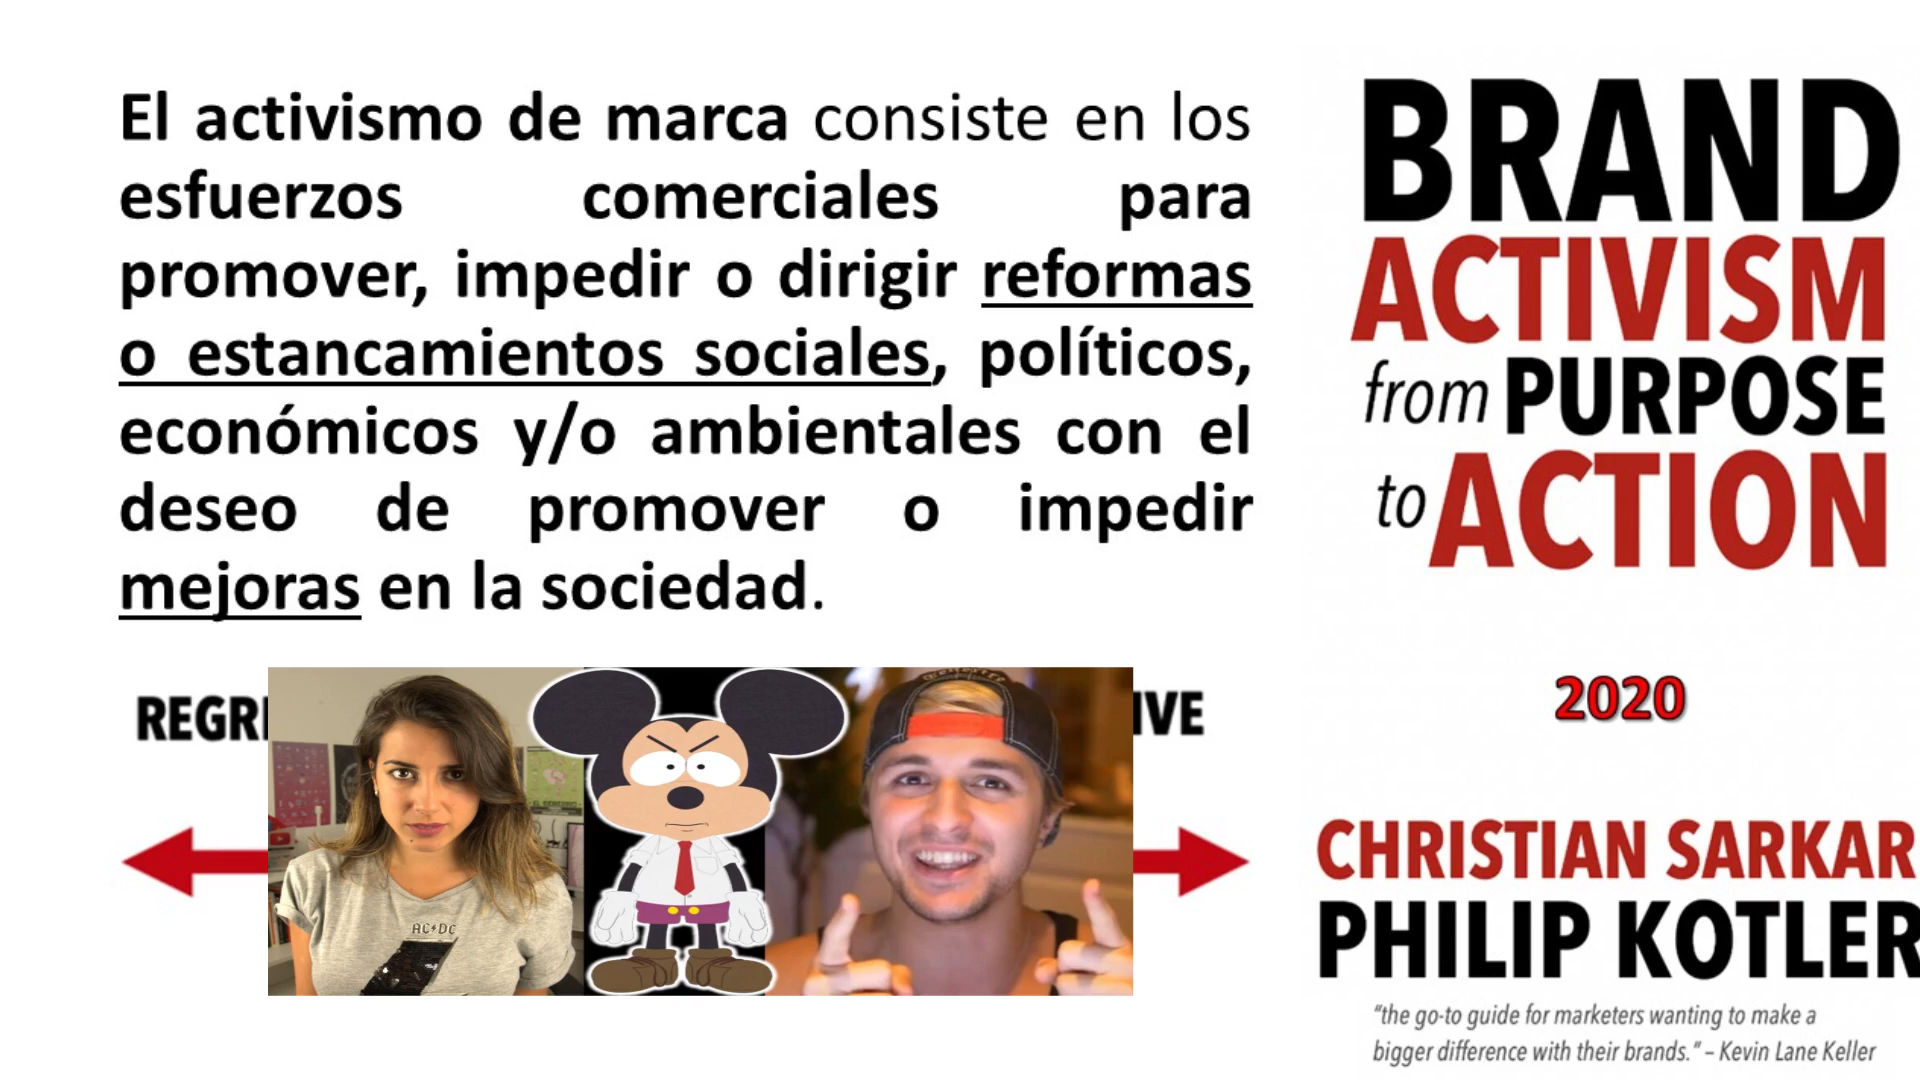 El activismo de marca consiste en los
esfuerzos comerciales para
promover, impedir o dirigir reformas
o estancamientos sociales, políticos,
económicos y/o ambientales con el
deseo de promover o impedir
mejoras en la sociedad.
BRAND
ACTIVISM
from PURPOSE
to ACTION
2020
REGR
IVE
AC⚡DC
CHRISTIAN SARKAR
PHILIP KOTLER
“the go-to guide for marketers wanting to make a
bigger difference with their brands.” – Kevin Lane Keller